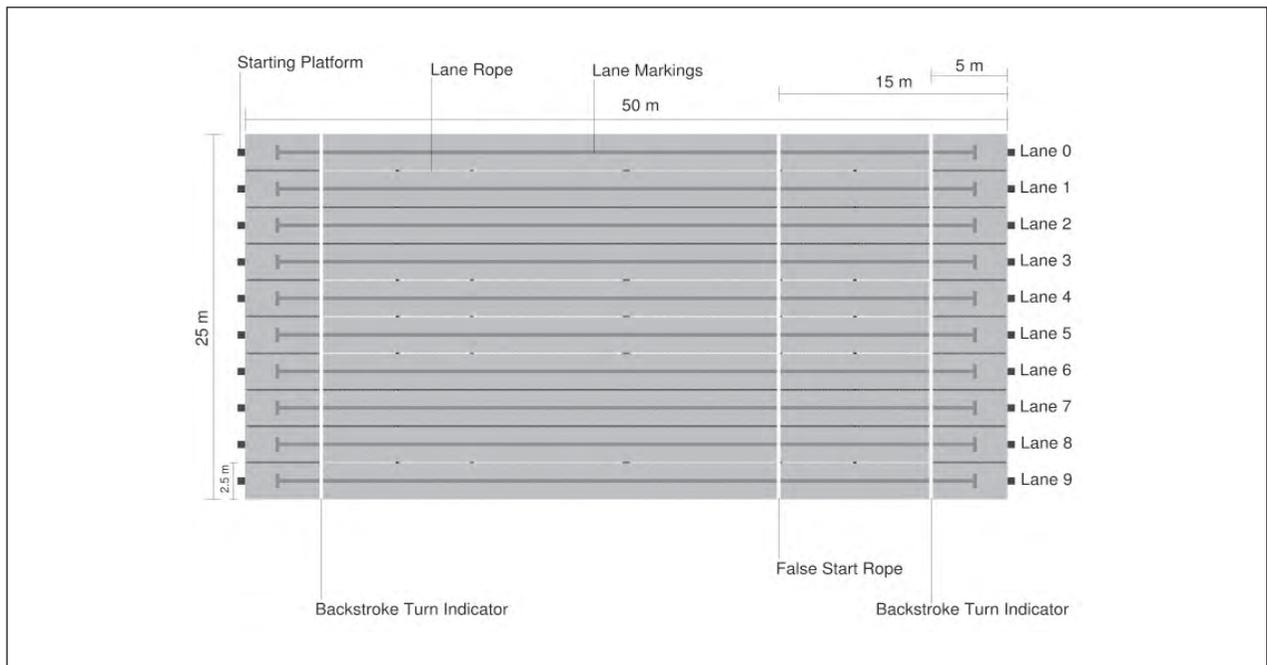 Starting Platform
Lane Rope
Lane Markings
5 m
15 m
50 m
25 m
2.5 m
Lane 0
Lane 1
Lane 2
Lane 3
Lane 4
Lane 5
Lane 6
Lane 7
Lane 8
Lane 9
False Start Rope
Backstroke Turn Indicator
Backstroke Turn Indicator